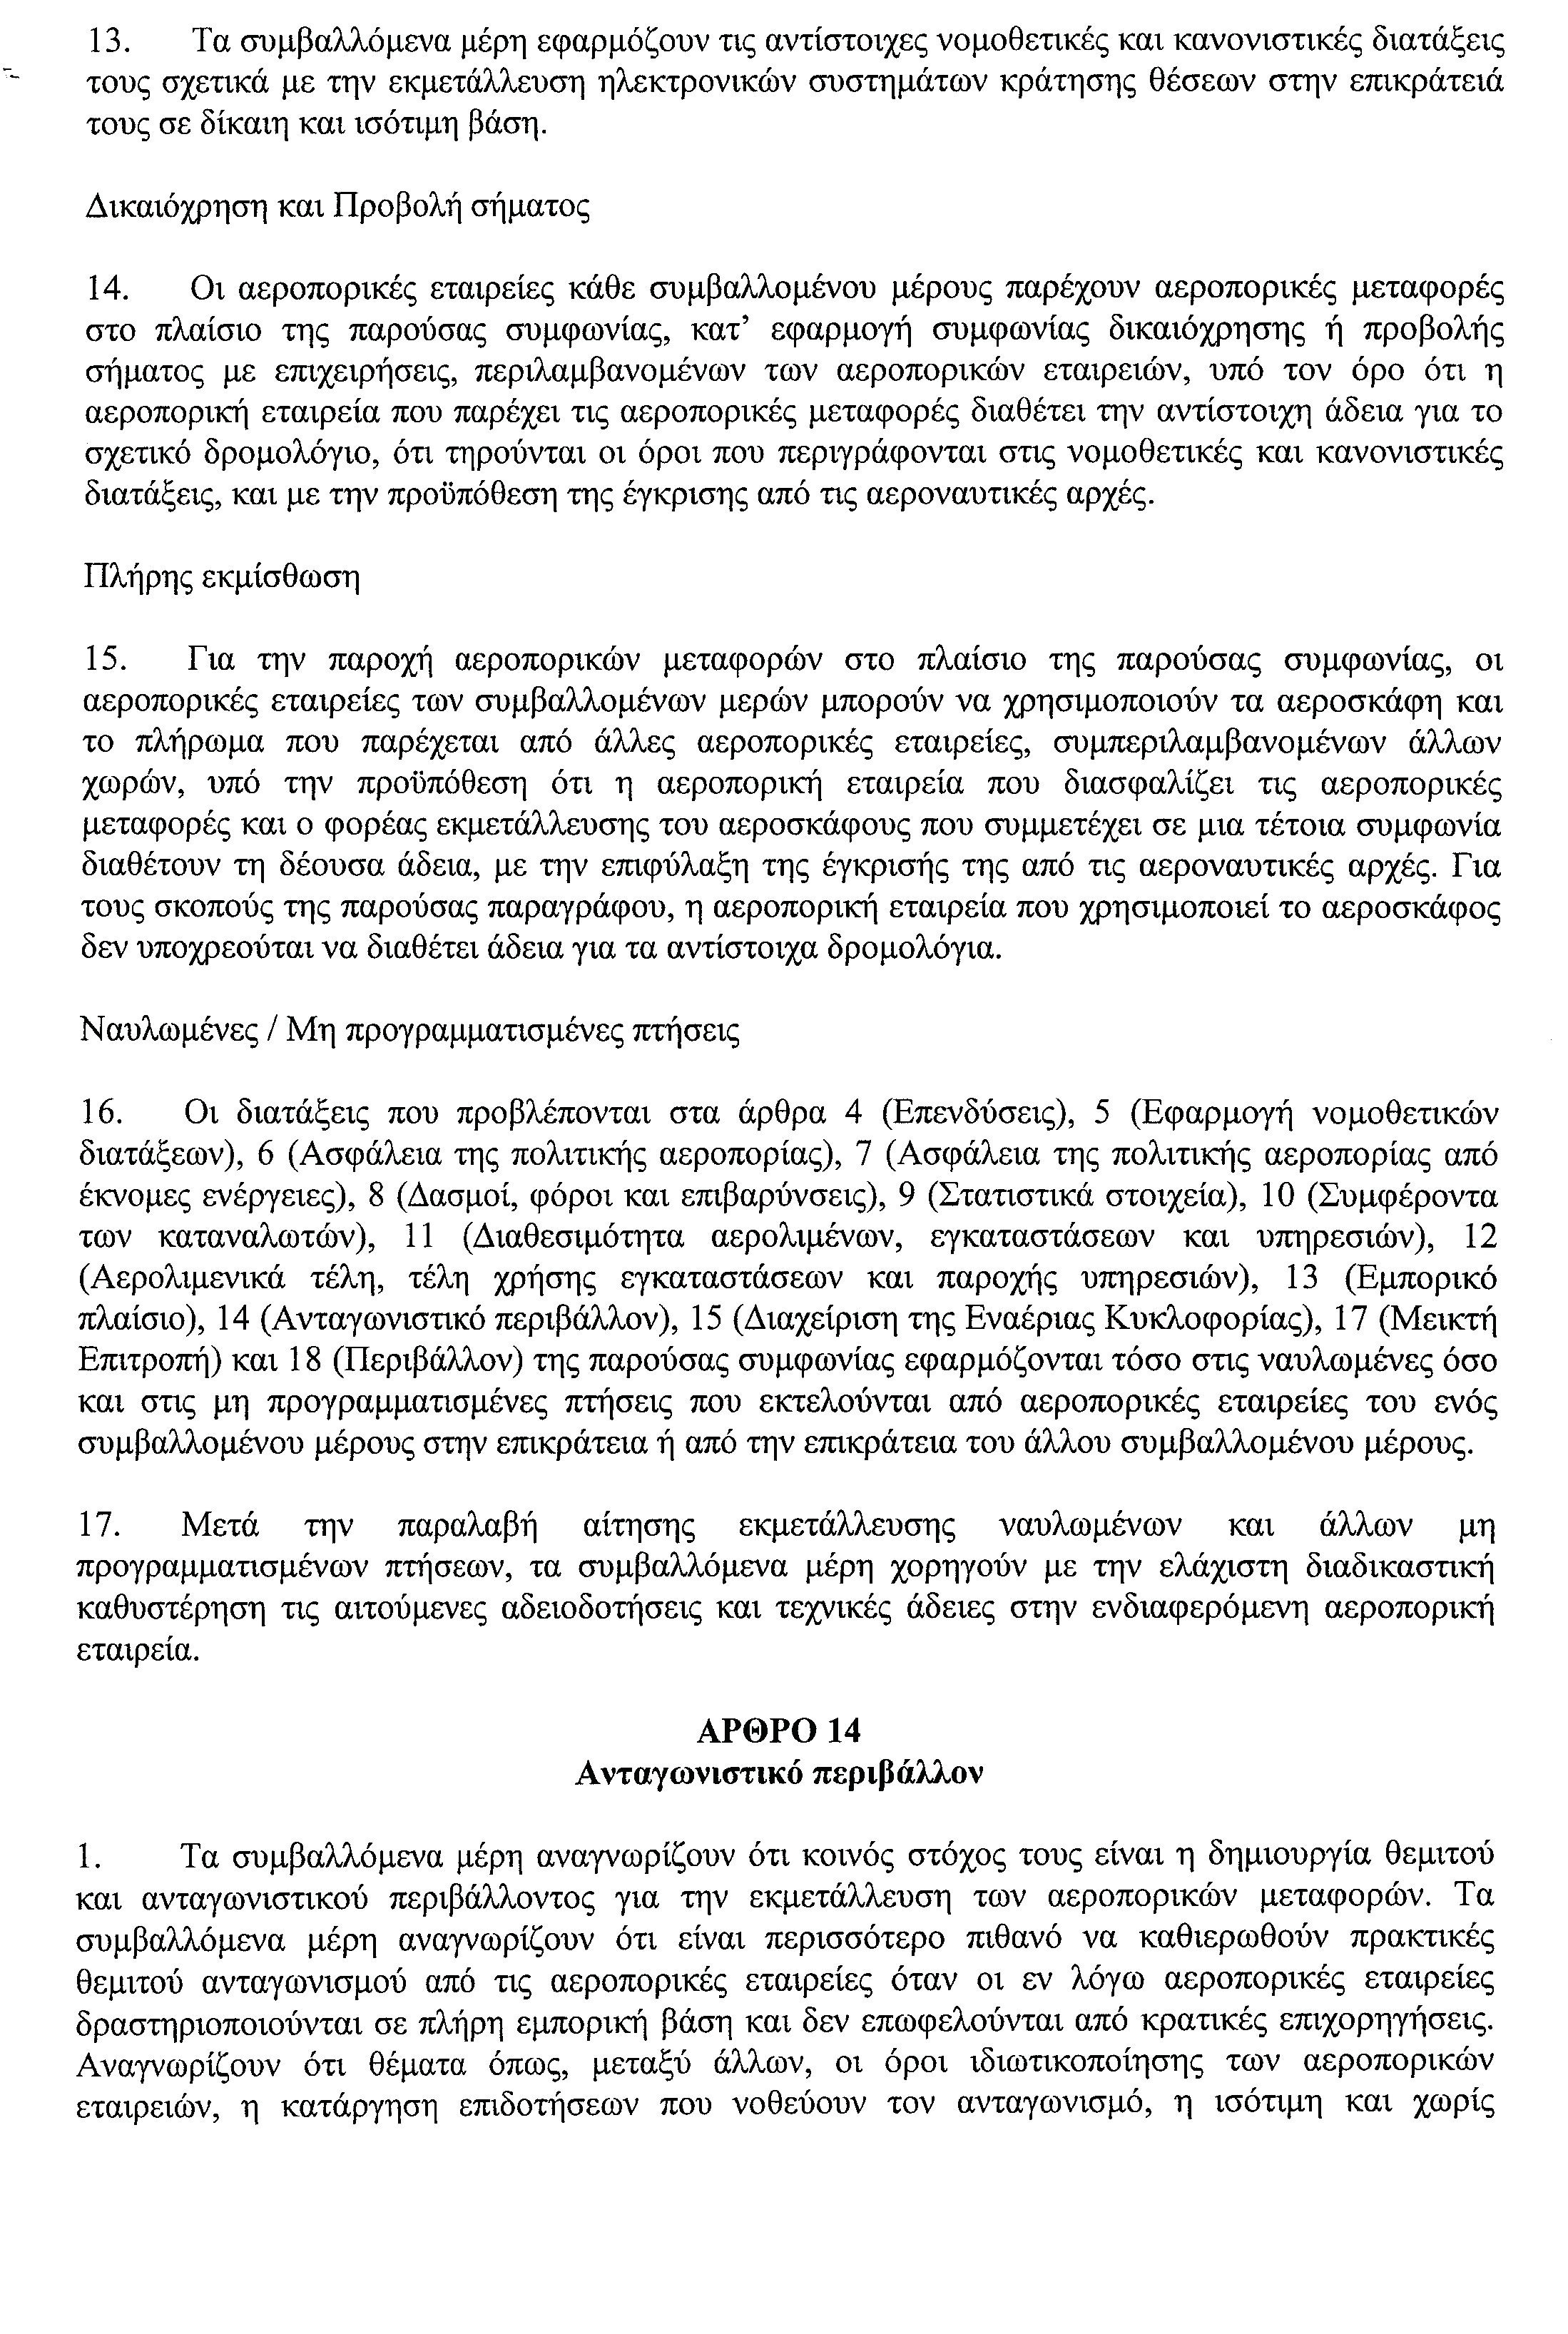 13. Τα συμβαλλόμενα μέρη εφαρμόζουν τις αντίστοιχες νομοθετικές και κανονιστικές διατάξεις
τους σχετικά με την εκμετάλλευση ηλεκτρονικών συστημάτων κράτησης θέσεων στην επικράτειά
τους σε δίκαιη και ισότιμη βάση.
Δικαιόχρηση και Προβολή σήματος
14. Οι αεροπορικές εταιρείες κάθε συμβαλλομένου μέρους παρέχουν αεροπορικές μεταφορές
στο πλαίσιο της παρούσας συμφωνίας, κατ’ εφαρμογή συμφωνίας δικαιόχρησης ή προβολής
σήματος με επιχειρήσεις, περιλαμβανομένων των αεροπορικών εταιρειών, υπό τον όρο ότι η
αεροπορική εταιρεία που παρέχει τις αεροπορικές μεταφορές διαθέτει την αντίστοιχη άδεια για το
σχετικό δρομολόγιο, ότι τηρούνται οι όροι που περιγράφονται στις νομοθετικές και κανονιστικές
διατάξεις, και με την προϋπόθεση της έγκρισης από τις αεροναυτικές αρχές.
Πλήρης εκμίσθωση
15. Για την παροχή αεροπορικών μεταφορών στο πλαίσιο της παρούσας συμφωνίας, οι
αεροπορικές εταιρείες των συμβαλλομένων μερών μπορούν να χρησιμοποιούν τα αεροσκάφη και
το πλήρωμα που παρέχεται από άλλες αεροπορικές εταιρείες, συμπεριλαμβανομένων άλλων
χωρών, υπό την προϋπόθεση ότι η αεροπορική εταιρεία που διασφαλίζει τις αεροπορικές
μεταφορές και ο φορέας εκμετάλλευσης του αεροσκάφους που συμμετέχει σε μια τέτοια συμφωνία
διαθέτουν τη δέουσα άδεια, με την επιφύλαξη της έγκρισής της από τις αεροναυτικές αρχές. Για
τους σκοπούς της παρούσας παραγράφου, η αεροπορική εταιρεία που χρησιμοποιεί το αεροσκάφος
δεν υποχρεούται να διαθέτει άδεια για τα αντίστοιχα δρομολόγια.
Ναυλωμένες / Μη προγραμματισμένες πτήσεις
16. Οι διατάξεις που προβλέπονται στα άρθρα 4 (Επενδύσεις), 5 (Εφαρμογή νομοθετικών
διατάξεων), 6 (Ασφάλεια της πολιτικής αεροπορίας), 7 (Ασφάλεια της πολιτικής αεροπορίας από
έκνομες ενέργειες), 8 (Δασμοί, φόροι και επιβαρύνσεις), 9 (Στατιστικά στοιχεία), 10 (Συμφέροντα
των καταναλωτών), 11 (Διαθεσιμότητα αερολιμένων, εγκαταστάσεων και υπηρεσιών), 12
(Αερολιμενικά τέλη, τέλη χρήσης εγκαταστάσεων και παροχής υπηρεσιών), 13 (Εμπορικό
πλαίσιο), 14 (Ανταγωνιστικό περιβάλλον), 15 (Διαχείριση της Εναέριας Κυκλοφορίας), 17 (Μεικτή
Επιτροπή) και 18 (Περιβάλλον) της παρούσας συμφωνίας εφαρμόζονται τόσο στις ναυλωμένες όσο
και στις μη προγραμματισμένες πτήσεις που εκτελούνται από αεροπορικές εταιρείες του ενός
συμβαλλομένου μέρους στην επικράτεια ή από την επικράτεια του άλλου συμβαλλομένου μέρους.
17. Μετά την παραλαβή αίτησης εκμετάλλευσης ναυλωμένων και άλλων μη
προγραμματισμένων πτήσεων, τα συμβαλλόμενα μέρη χορηγούν με την ελάχιστη διαδικαστική
καθυστέρηση τις αιτούμενες αδειοδοτήσεις και τεχνικές άδειες στην ενδιαφερόμενη αεροπορική
εταιρεία.
ΑΡΘΡΟ 14
Ανταγωνιστικό περιβάλλον
1. Τα συμβαλλόμενα μέρη αναγνωρίζουν ότι κοινός στόχος τους είναι η δημιουργία θεμιτού
και ανταγωνιστικού περιβάλλοντος για την εκμετάλλευση των αεροπορικών μεταφορών. Τα
συμβαλλόμενα μέρη αναγνωρίζουν ότι είναι περισσότερο πιθανό να καθιερωθούν πρακτικές
θεμιτού ανταγωνισμού από τις αεροπορικές εταιρείες όταν οι εν λόγω αεροπορικές εταιρείες
δραστηριοποιούνται σε πλήρη εμπορική βάση και δεν επωφελούνται από κρατικές επιχορηγήσεις.
Αναγνωρίζουν ότι θέματα όπως, μεταξύ άλλων, οι όροι ιδιωτικοποίησης των αεροπορικών
εταιρειών, η κατάργηση επιδοτήσεων που νοθεύουν τον ανταγωνισμό, η ισότιμη και χωρίς